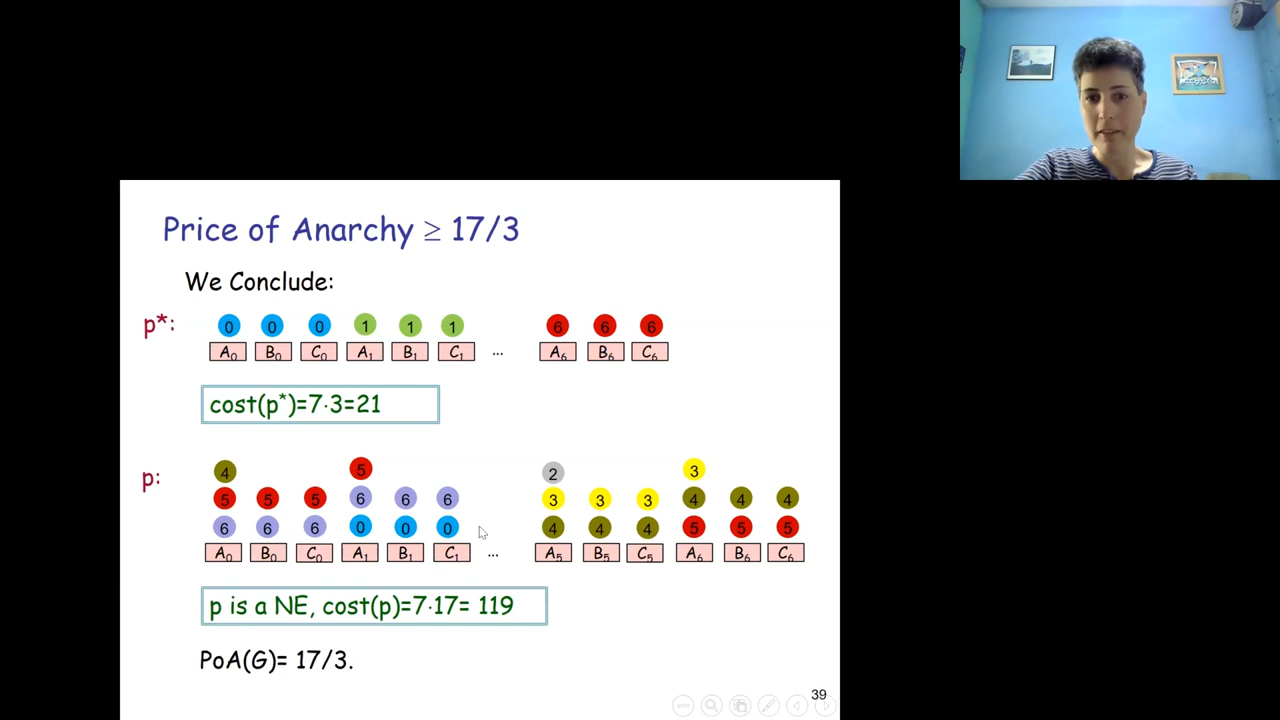 Price of Anarchy ≥ 17/3
We Conclude:
p*:
0 0 0 1 1 1 6 6 6
A₀ B₀ C₀ A₁ B₁ C₁ ... A₆ B₆ C₆
cost(p*)=7·3=21
p:
4 5 2 3
5 5 5 6 6 6 3 3 3 4 4 4
6 6 6 0 0 0 4 4 4 5 5 5
A₀ B₀ C₀ A₁ B₁ C₁ ... A₅ B₅ C₅ A₆ B₆ C₆
p is a NE, cost(p)=7·17= 119
PoA(G)= 17/3.
39